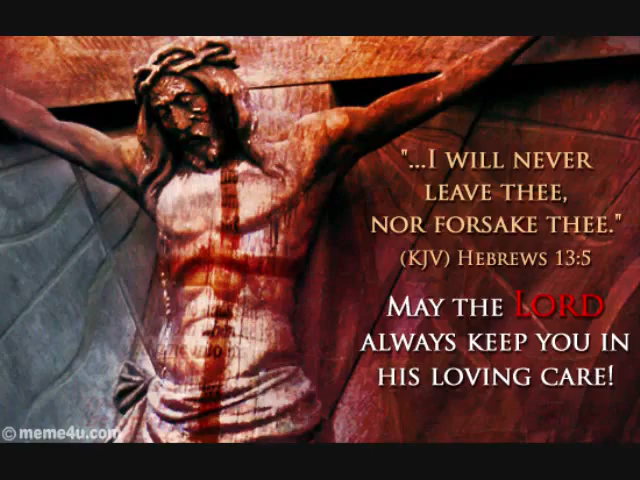 "...I WILL NEVER
LEAVE THEE,
NOR FORSAKE THEE."
(KJV) HEBREWS 13:5
MAY THE LORD
ALWAYS KEEP YOU IN
HIS LOVING CARE!
© meme4u.com